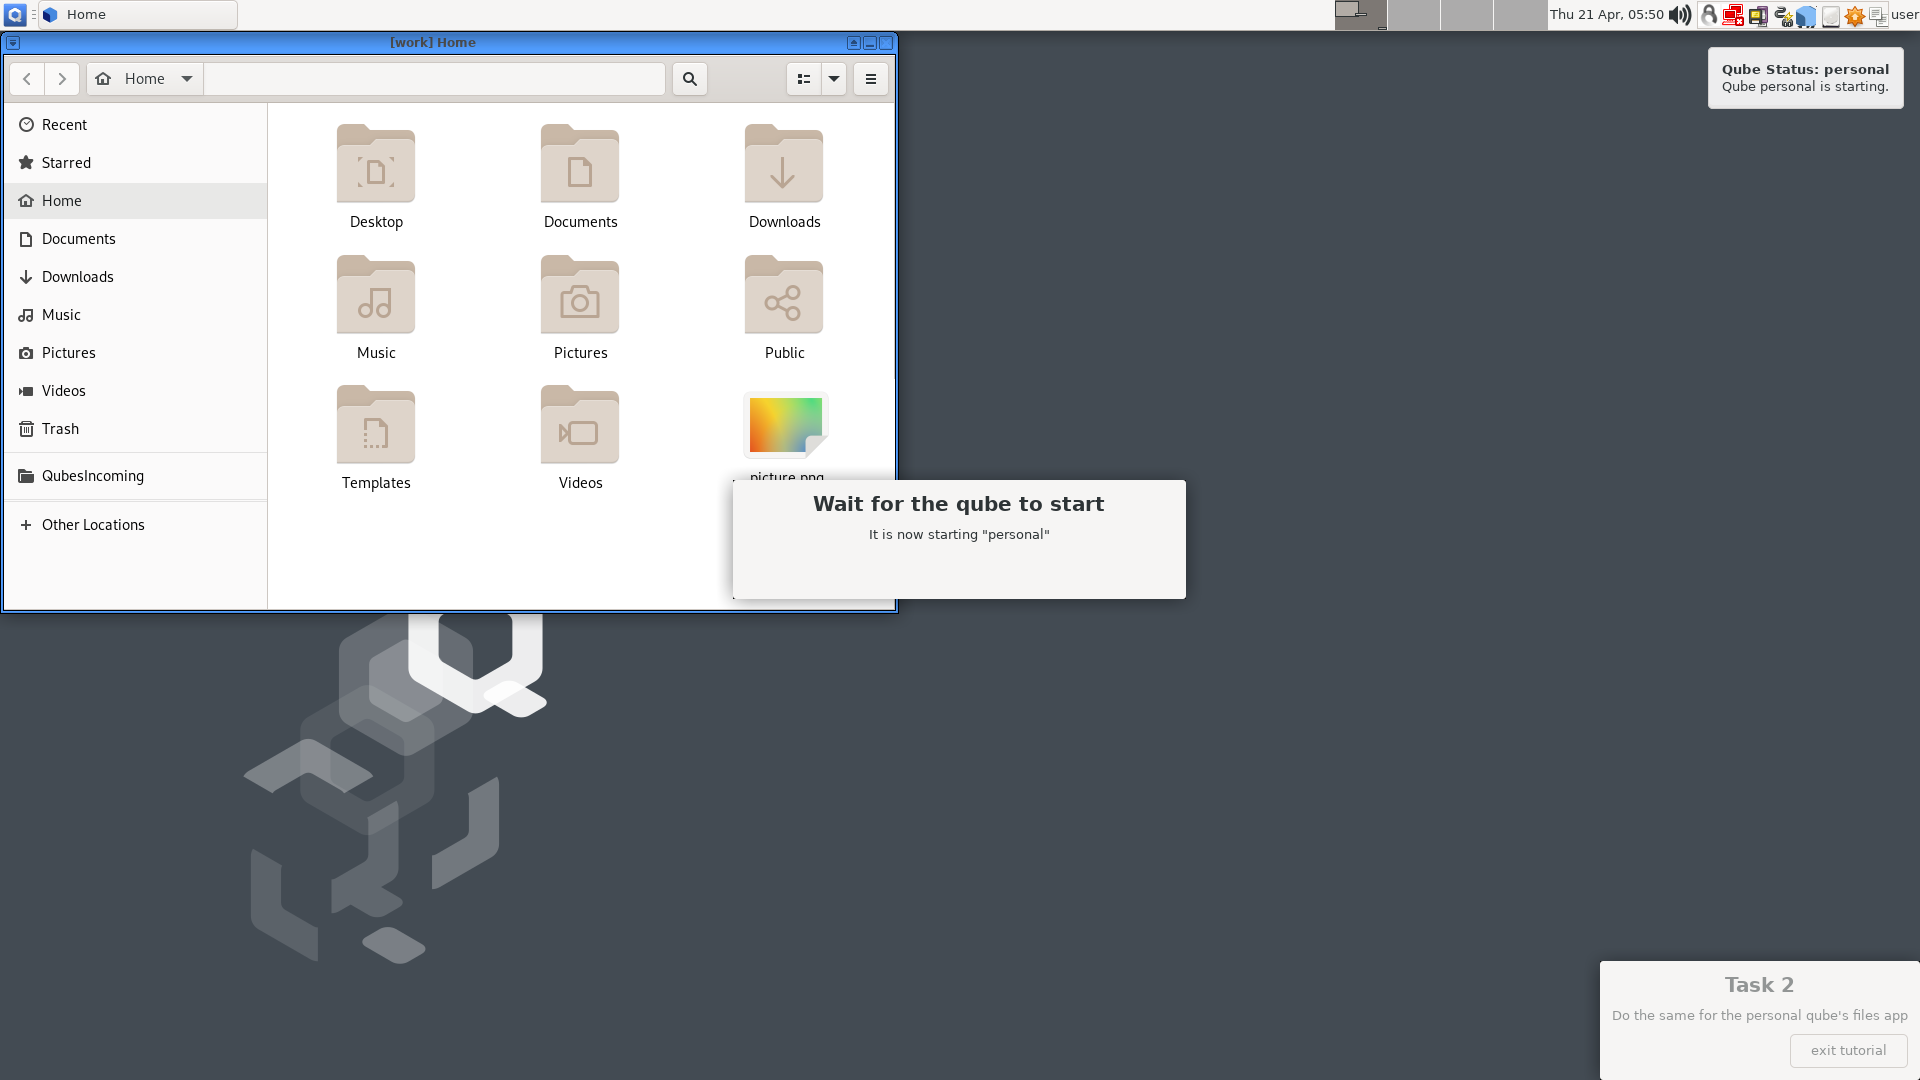 Home
Thu 21 Apr, 05:50
user
[work] Home
Home
Recent
Starred
Home
Documents
Downloads
Music
Pictures
Videos
Trash
QubesIncoming
Other Locations
Desktop
Documents
Downloads
Music
Pictures
Public
Templates
Videos
picture.png
Qube Status: personal
Qube personal is starting.
Wait for the qube to start
It is now starting "personal"
Task 2
Do the same for the personal qube's files app
exit tutorial